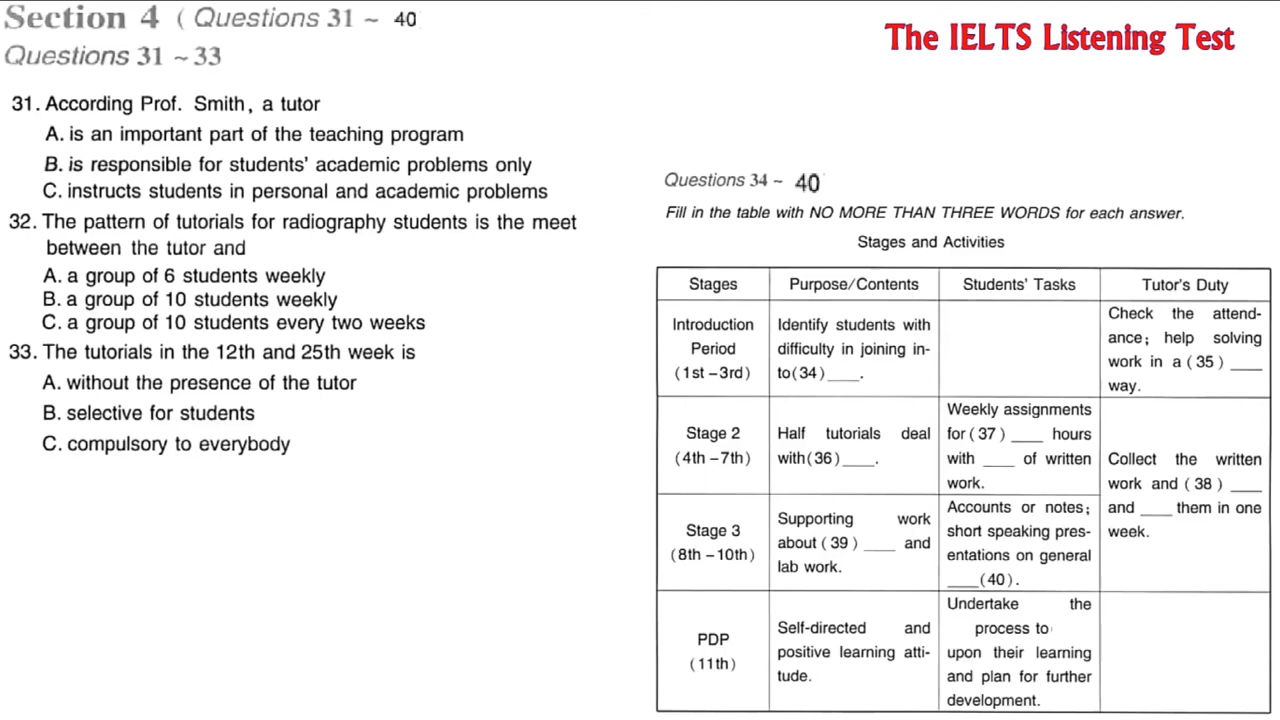 Section 4 ( Questions 31 ~ 40
Questions 31 ~ 33
The IELTS Listening Test
31. According Prof. Smith, a tutor
A. is an important part of the teaching program
B. is responsible for students' academic problems only
C. instructs students in personal and academic problems
32. The pattern of tutorials for radiography students is the meet
between the tutor and
A. a group of 6 students weekly
B. a group of 10 students weekly
C. a group of 10 students every two weeks
33. The tutorials in the 12th and 25th week is
A. without the presence of the tutor
B. selective for students
C. compulsory to everybody
Questions 34 ~ 40
Fill in the table with NO MORE THAN THREE WORDS for each answer.
Stages and Activities
Stages
Purpose/Contents
Students' Tasks
Tutor's Duty
Introduction
Period
(1st – 3rd)
Identify students with
difficulty in joining in-
to(34) ____.
Check the attend-
ance; help solving
work in a (35) ____
way.
Stage 2
(4th – 7th)
Half tutorials deal
with(36) ____.
Weekly assignments
for (37) ____ hours
with ____ of written
work.
Collect the written
work and (38) ____
and ____ them in one
week.
Stage 3
(8th – 10th)
Supporting work
about (39) ____ and
lab work.
Accounts or notes;
short speaking pres-
entations on general
____(40).
PDP
(11th)
Self-directed and
positive learning atti-
tude.
Undertake the
process to
upon their learning
and plan for further
development.